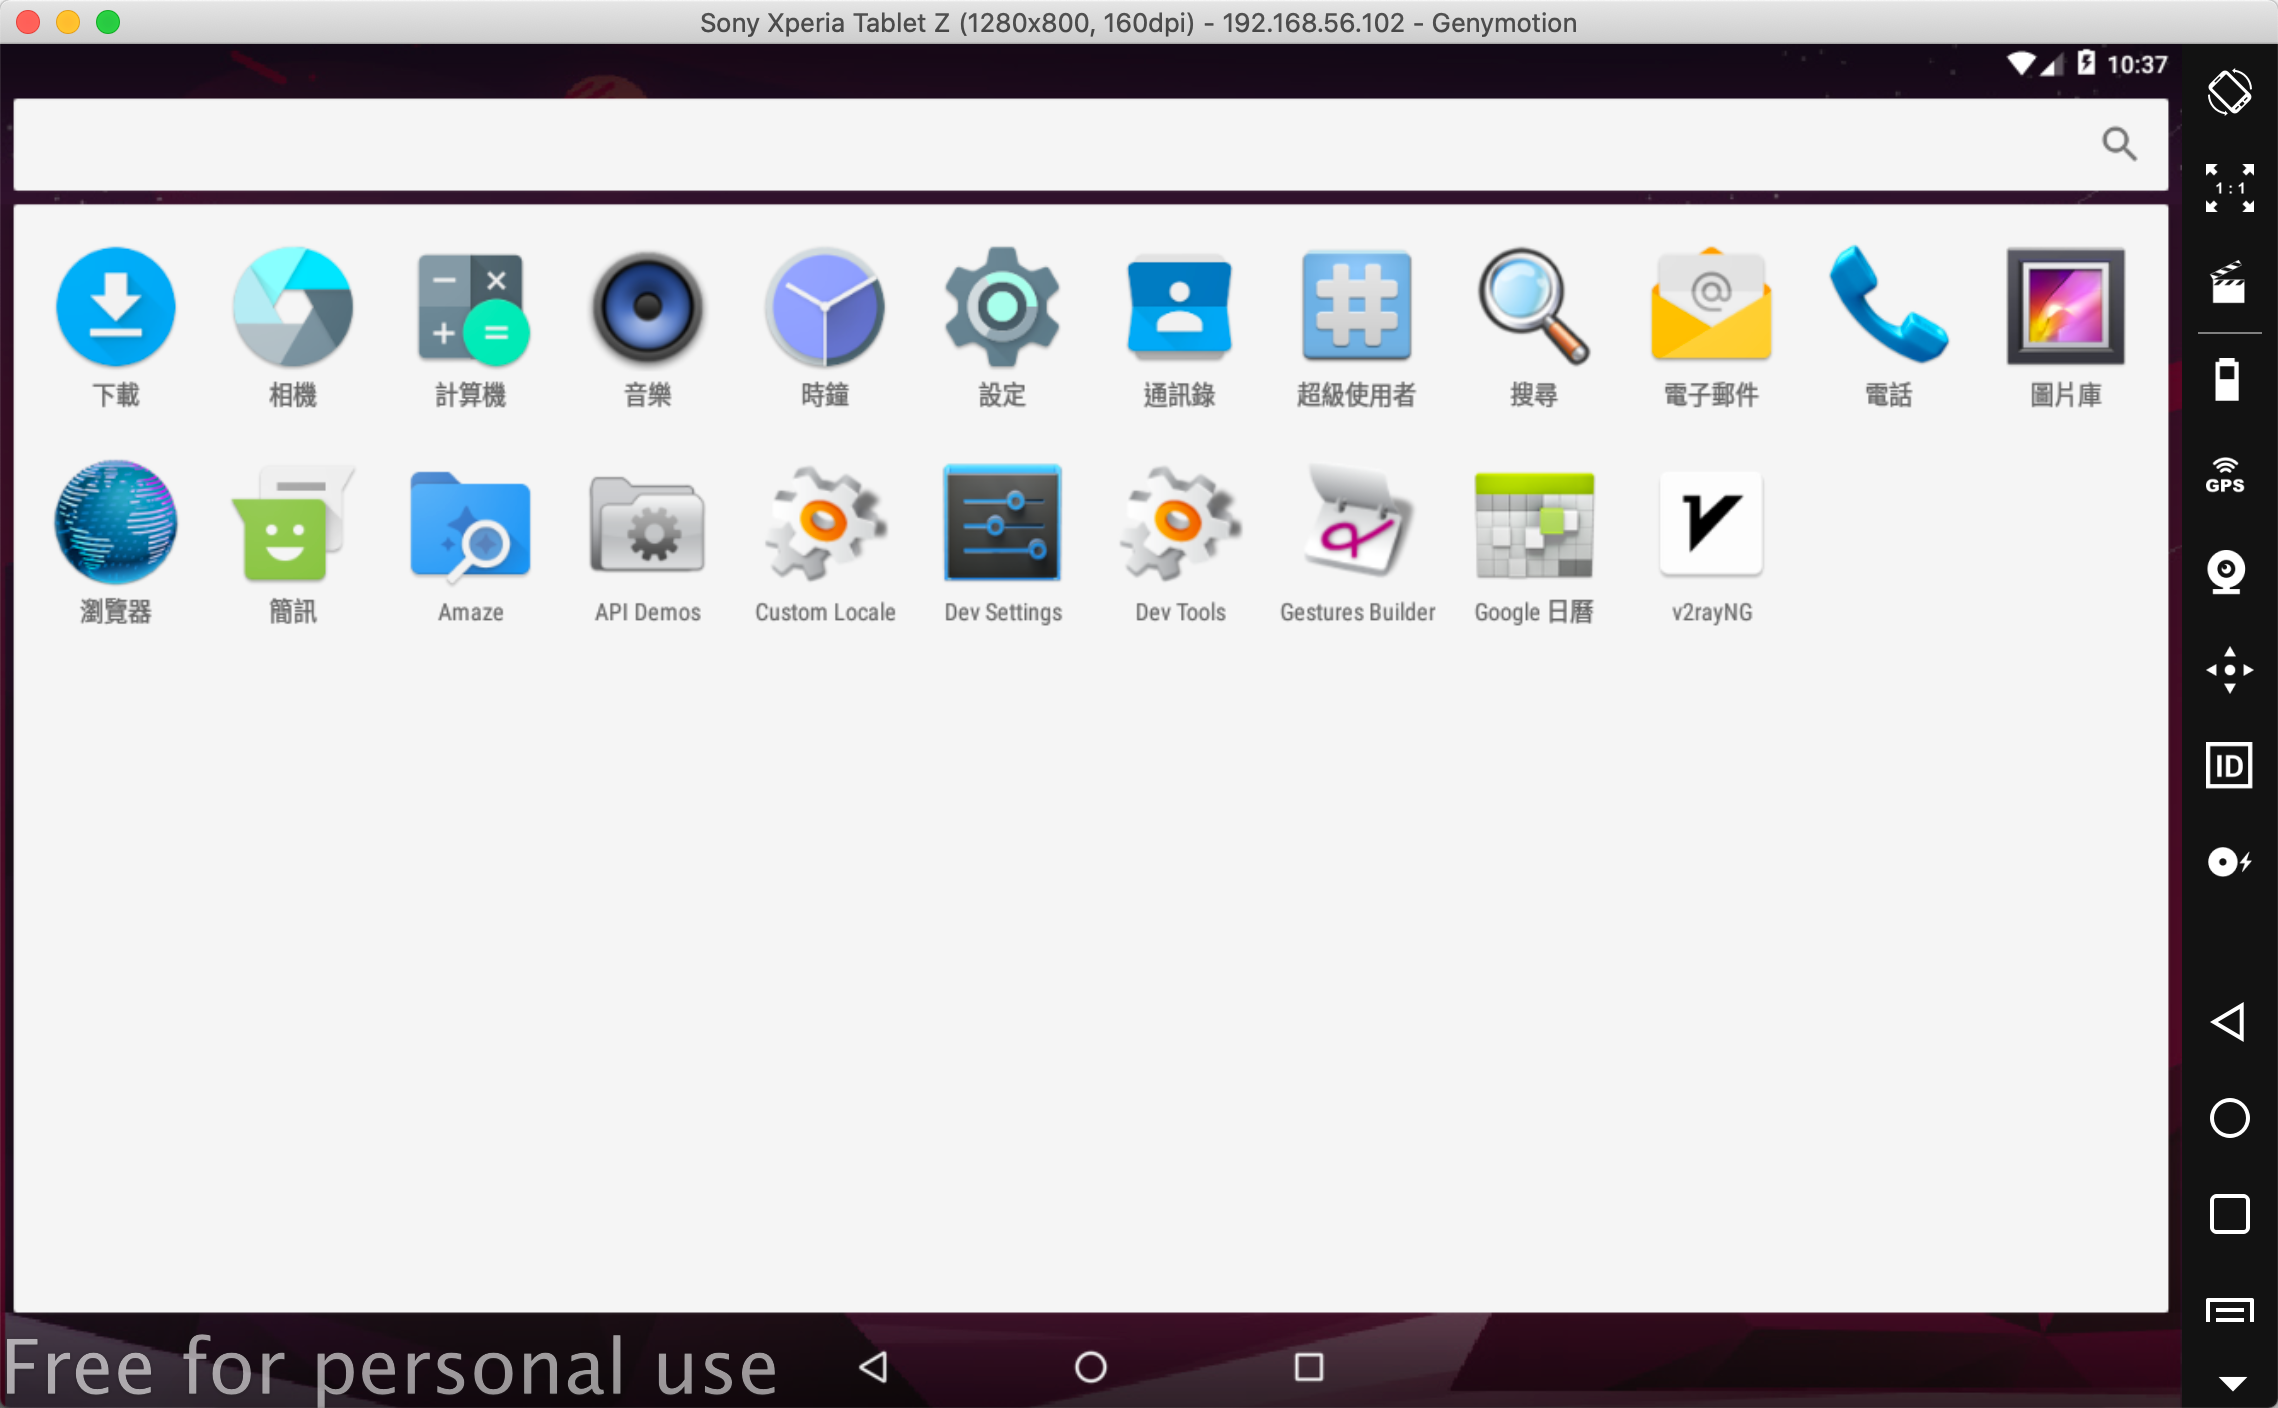 Sony Xperia Tablet Z (1280x800, 160dpi) - 192.168.56.102 - Genymotion
10:37
1:1
下載 相機 計算機 音樂 時鐘 設定 通訊錄 超級使用者 搜尋 電子郵件 電話 圖片庫
GPS
瀏覽器 簡訊 Amaze API Demos Custom Locale Dev Settings Dev Tools Gestures Builder Google 日曆 v2rayNG
ID
Free for personal use